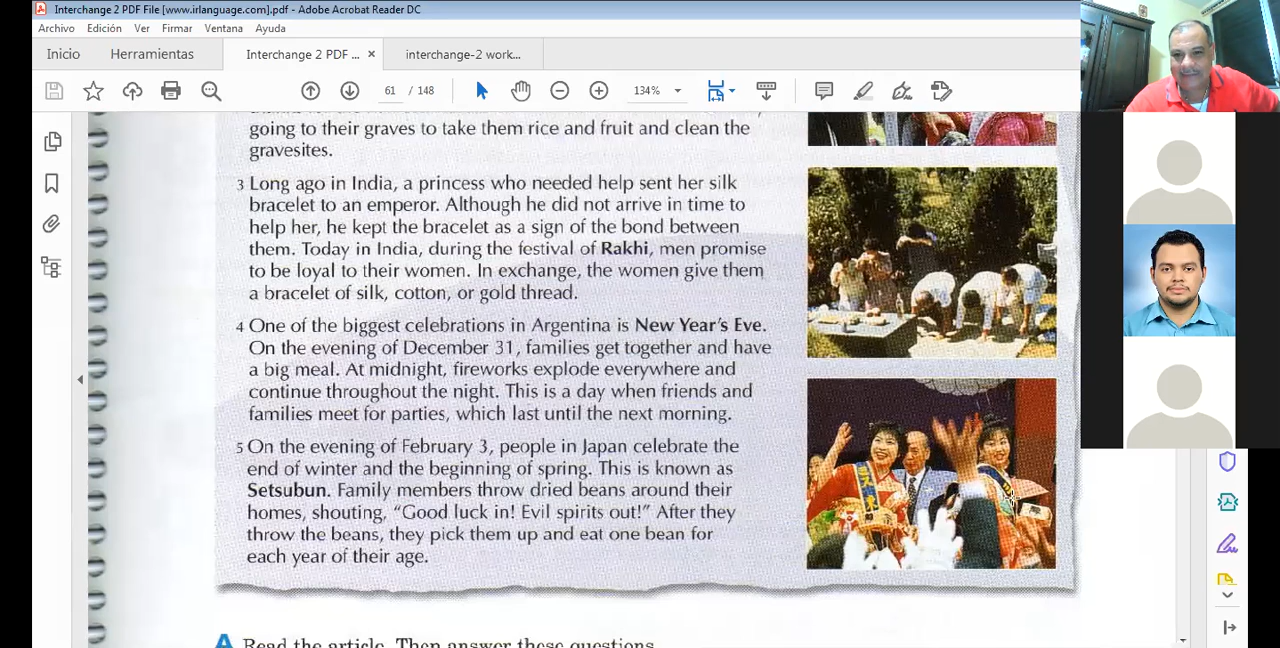 Interchange 2 PDF File [www.irlanguage.com].pdf - Adobe Acrobat Reader DC
Archivo Edición Ver Firmar Ventana Ayuda
Inicio Herramientas Interchange 2 PDF ... × interchange-2 work...
61 / 148 134%
going to their graves to take them rice and fruit and clean the
gravesites.
3 Long ago in India, a princess who needed help sent her silk
bracelet to an emperor. Although he did not arrive in time to
help her, he kept the bracelet as a sign of the bond between
them. Today in India, during the festival of Rakhi, men promise
to be loyal to their women. In exchange, the women give them
a bracelet of silk, cotton, or gold thread.
4 One of the biggest celebrations in Argentina is New Year's Eve.
On the evening of December 31, families get together and have
a big meal. At midnight, fireworks explode everywhere and
continue throughout the night. This is a day when friends and
families meet for parties, which last until the next morning.
5 On the evening of February 3, people in Japan celebrate the
end of winter and the beginning of spring. This is known as
Setsubun. Family members throw dried beans around their
homes, shouting, “Good luck in! Evil spirits out!” After they
throw the beans, they pick them up and eat one bean for
each year of their age.
A Read the article. Then answer these questions.